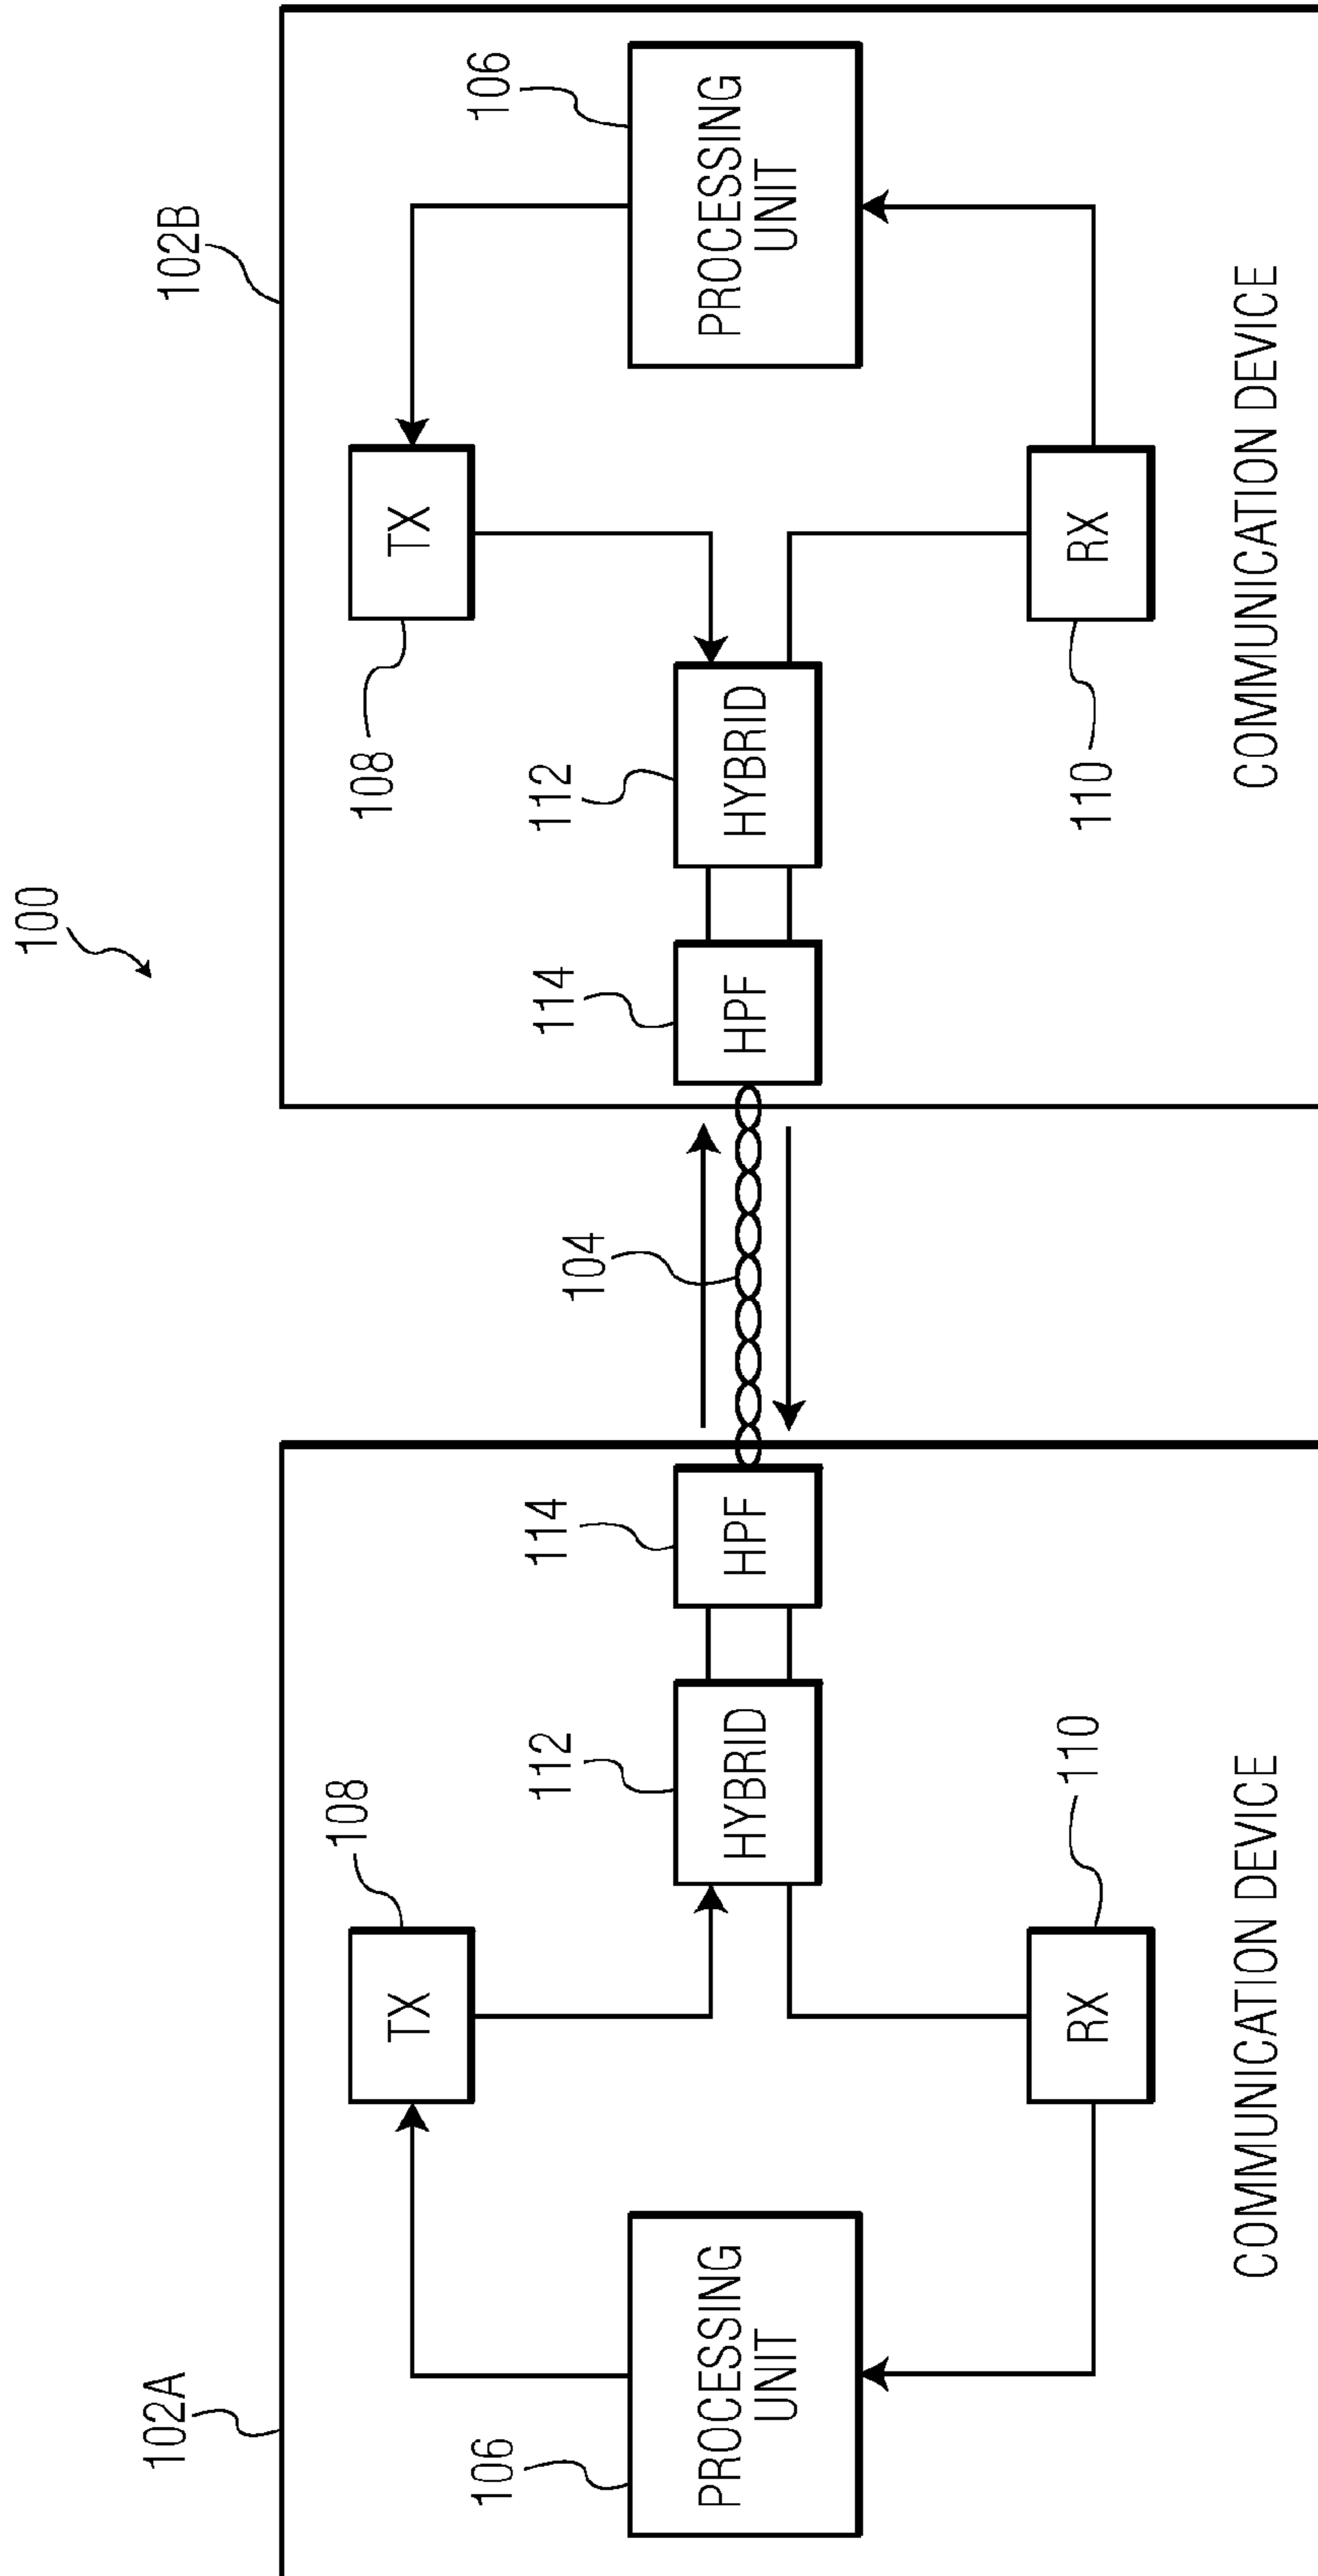 100
102A
102B
108
TX
108
TX
106
PROCESSING
UNIT
112
HYBRID
114
HPF
104
114
HPF
112
HYBRID
106
PROCESSING
UNIT
RX
110
RX
110
COMMUNICATION DEVICE
COMMUNICATION DEVICE